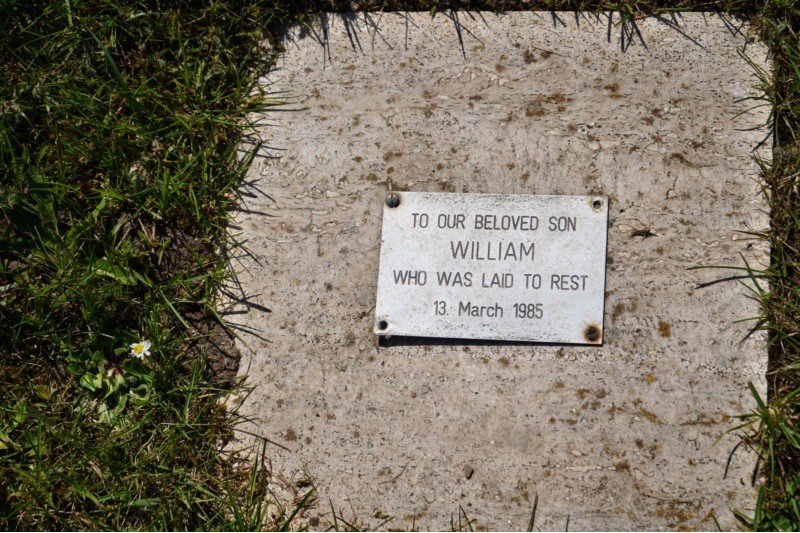 TO OUR BELOVED SON
WILLIAM
WHO WAS LAID TO REST
13. March 1985